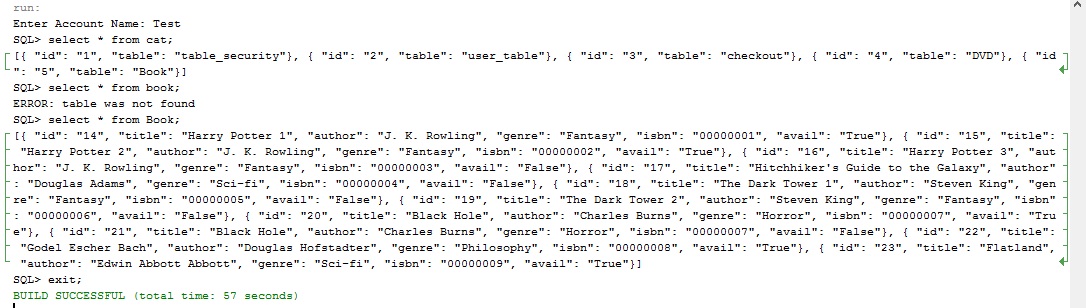 run:
Enter Account Name: Test
SQL> select * from cat;
[{ "id": "1", "table": "table_security"}, { "id": "2", "table": "user_table"}, { "id": "3", "table": "checkout"}, { "id": "4", "table": "DVD"}, { "id
": "5", "table": "Book"}]
SQL> select * from book;
ERROR: table was not found
SQL> select * from Book;
[{ "id": "14", "title": "Harry Potter 1", "author": "J. K. Rowling", "genre": "Fantasy", "isbn": "00000001", "avail": "True"}, { "id": "15", "title":
 "Harry Potter 2", "author": "J. K. Rowling", "genre": "Fantasy", "isbn": "00000002", "avail": "True"}, { "id": "16", "title": "Harry Potter 3", "aut
hor": "J. K. Rowling", "genre": "Fantasy", "isbn": "00000003", "avail": "False"}, { "id": "17", "title": "Hitchhiker's Guide to the Galaxy", "author"
: "Douglas Adams", "genre": "Sci-fi", "isbn": "00000004", "avail": "False"}, { "id": "18", "title": "The Dark Tower 1", "author": "Steven King", "gen
re": "Fantasy", "isbn": "00000005", "avail": "False"}, { "id": "19", "title": "The Dark Tower 2", "author": "Steven King", "genre": "Fantasy", "isbn"
: "00000006", "avail": "False"}, { "id": "20", "title": "Black Hole", "author": "Charles Burns", "genre": "Horror", "isbn": "00000007", "avail": "Tru
e"}, { "id": "21", "title": "Black Hole", "author": "Charles Burns", "genre": "Horror", "isbn": "00000007", "avail": "False"}, { "id": "22", "title":
 "Godel Escher Bach", "author": "Douglas Hofstadter", "genre": "Philosophy", "isbn": "00000008", "avail": "True"}, { "id": "23", "title": "Flatland",
 "author": "Edwin Abbott Abbott", "genre": "Sci-fi", "isbn": "00000009", "avail": "True"}]
SQL> exit;
BUILD SUCCESSFUL (total time: 57 seconds)